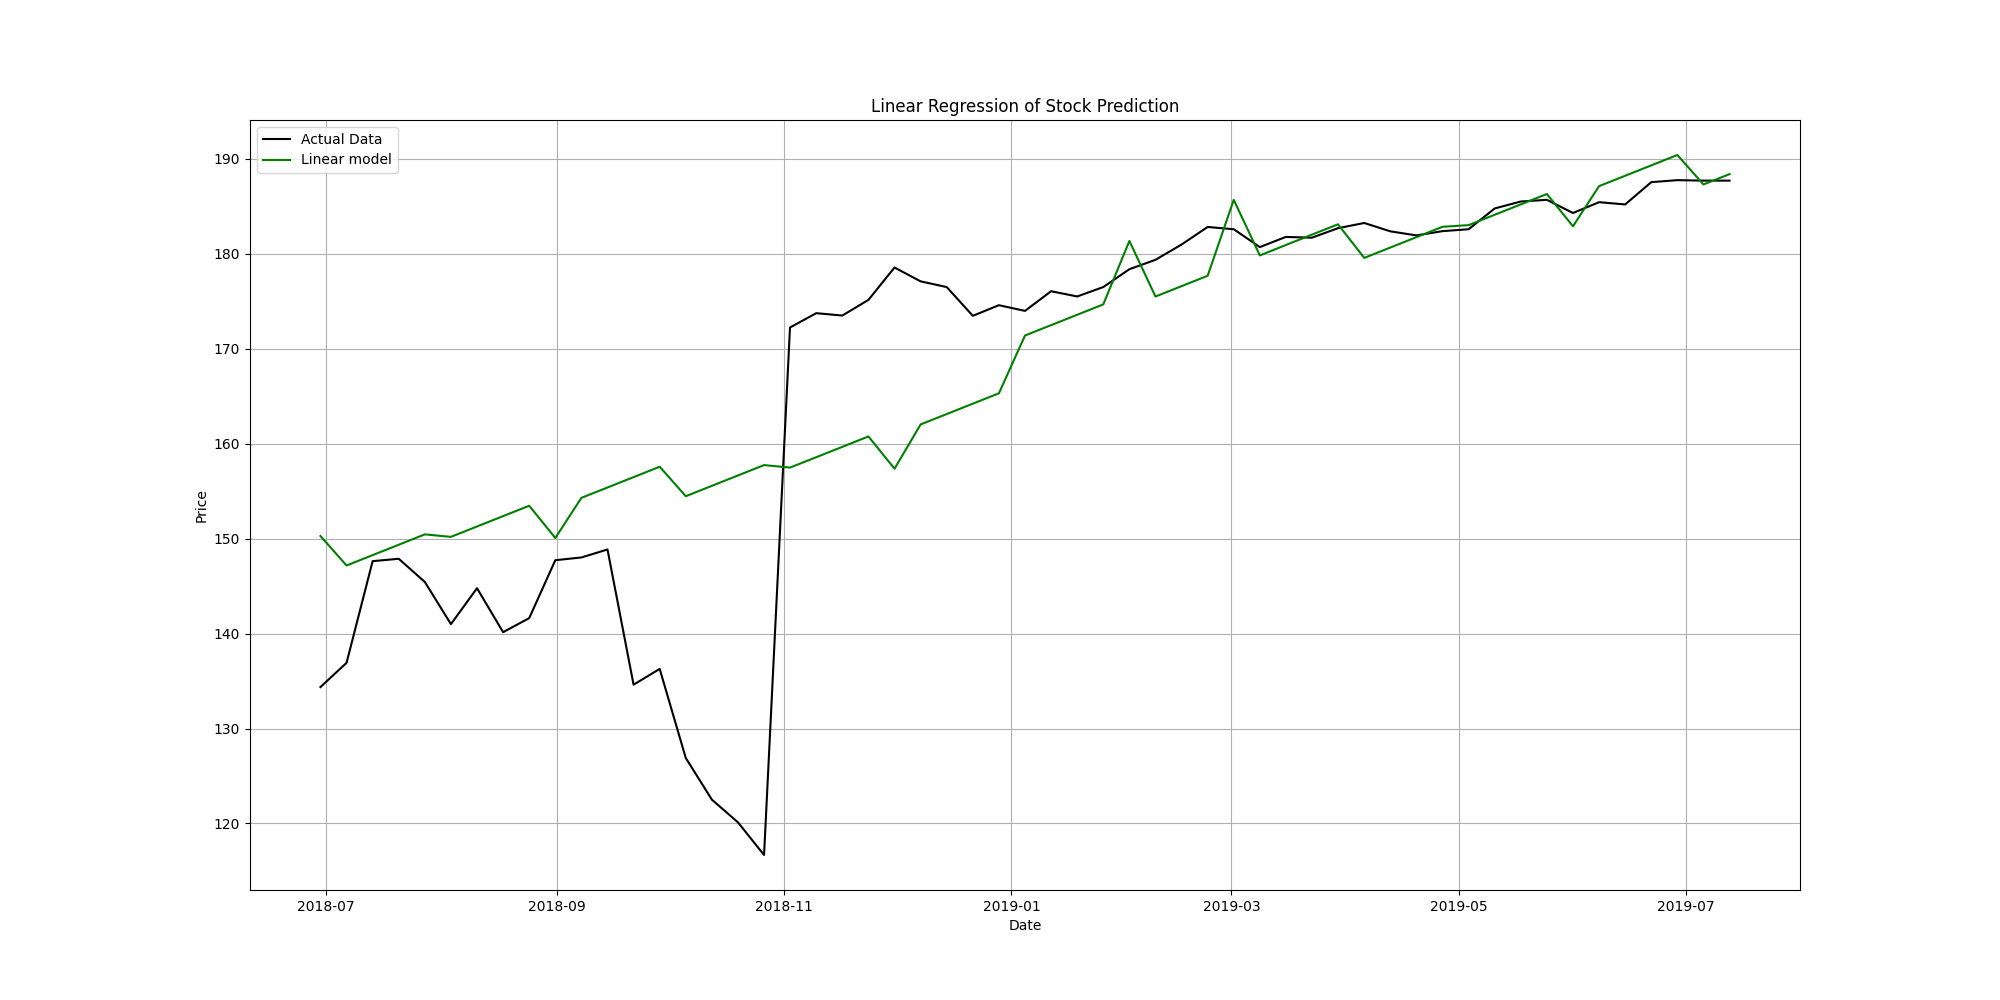 Linear Regression of Stock Prediction
Actual Data
Linear model
190
180
170
160
150
140
130
120
Price
2018-07 2018-09 2018-11 2019-01 2019-03 2019-05 2019-07
Date